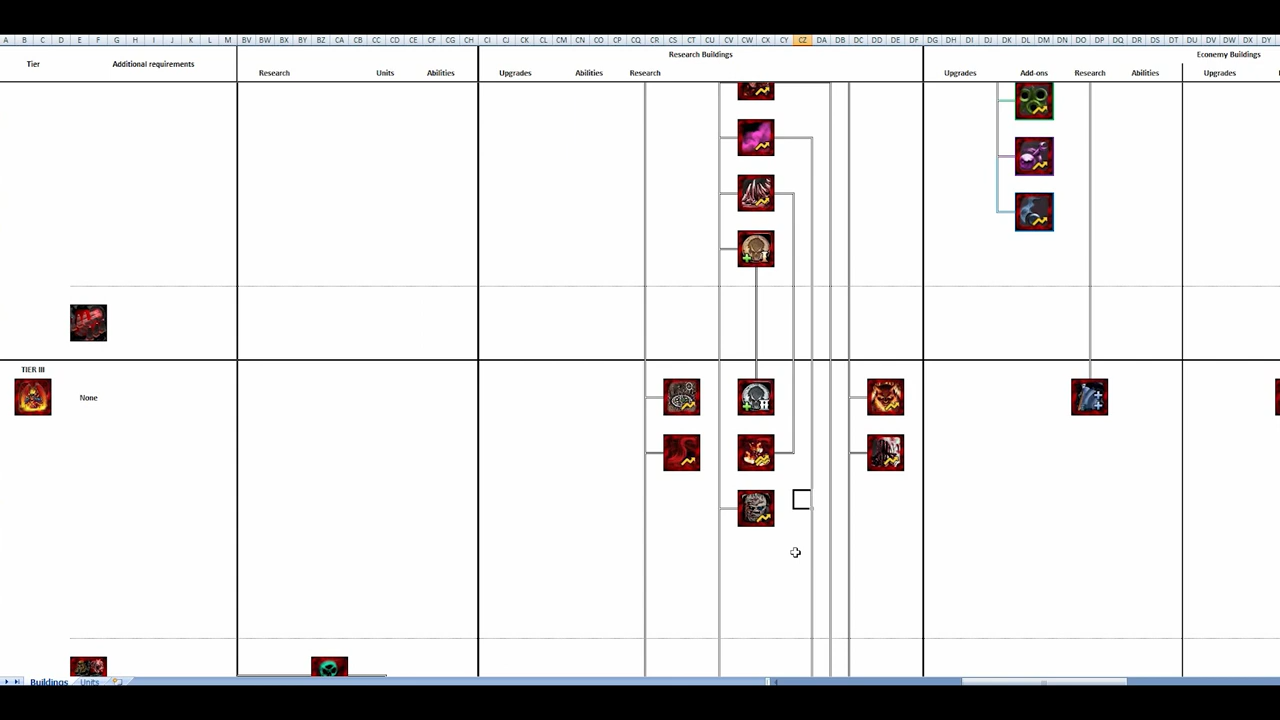 A B C D E F G H I J K L M BV BW BX BY BZ CA CB CC CD CE CF CG CH CI CJ CK CL CM CN CO CP CQ CR CS CT CU CV CW CX CY CZ DA DB DC DD DE DF DG DH DI DJ DK DL DM DN DO DP DQ DR DS DT DU DV DW DX DY
Research Buildings Economy Buildings
Tier Additional requirements
Research Units Abilities Upgrades Abilities Research Upgrades Add-ons Research Abilities Upgrades
TIER III
None
Buildings Units